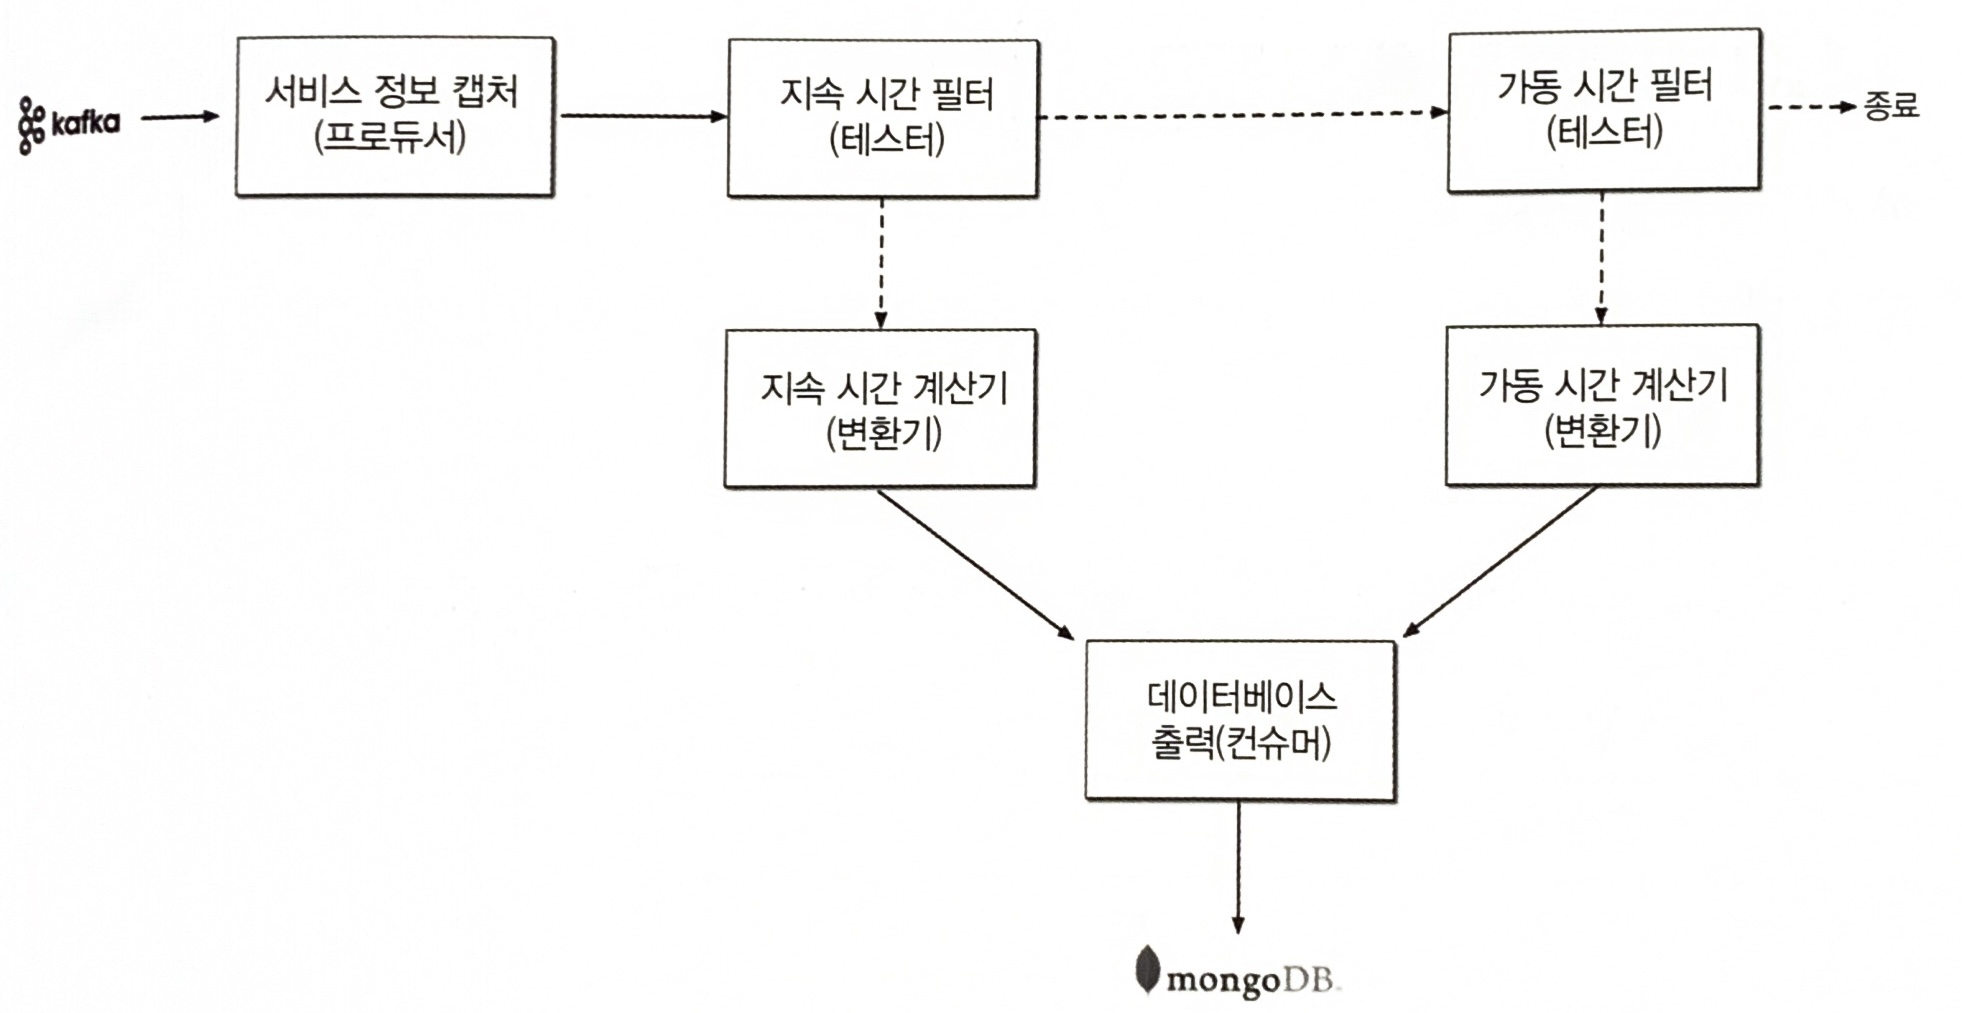 kafka
서비스 정보 캡처
(프로듀서)
지속 시간 필터
(테스터)
가동 시간 필터
(테스터)
종료
지속 시간 계산기
(변환기)
가동 시간 계산기
(변환기)
데이터베이스
출력(컨슈머)
mongoDB